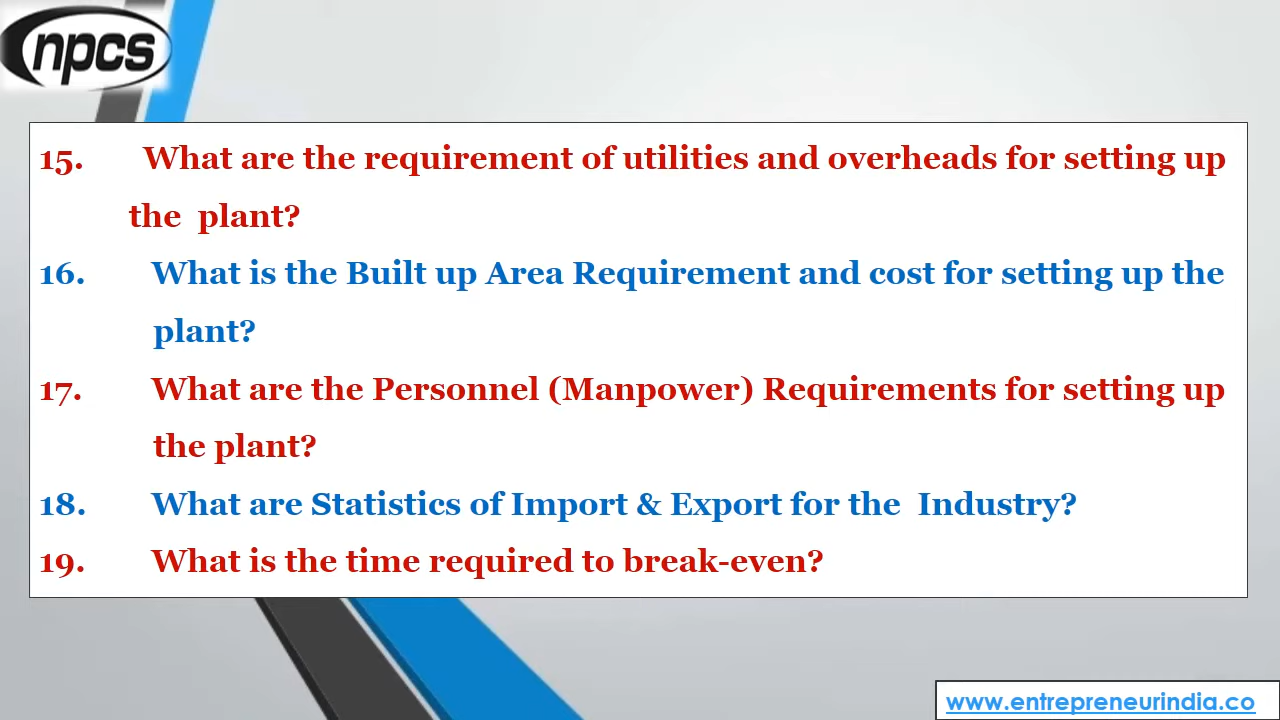 npcs
15. What are the requirement of utilities and overheads for setting up
the plant?
16. What is the Built up Area Requirement and cost for setting up the
plant?
17. What are the Personnel (Manpower) Requirements for setting up
the plant?
18. What are Statistics of Import & Export for the Industry?
19. What is the time required to break-even?
www.entrepreneurindia.co